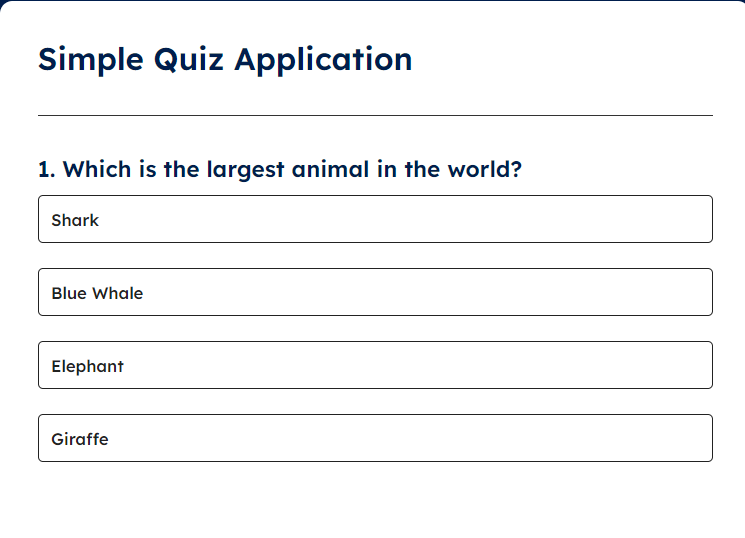 Simple Quiz Application
1. Which is the largest animal in the world?
Shark
Blue Whale
Elephant
Giraffe